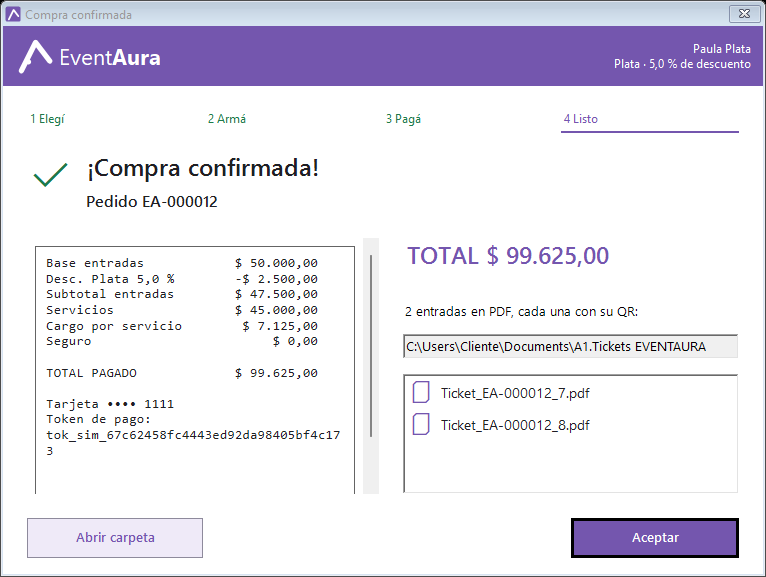 Compra confirmada
EventAura
Paula Plata
Plata · 5,0 % de descuento
1 Elegí
2 Armá
3 Pagá
4 Listo
¡Compra confirmada!
Pedido EA-000012
Base entradas $ 50.000,00
Desc. Plata 5,0 % -$ 2.500,00
Subtotal entradas $ 47.500,00
Servicios $ 45.000,00
Cargo por servicio $ 7.125,00
Seguro $ 0,00
TOTAL PAGADO $ 99.625,00
Tarjeta •••• 1111
Token de pago:
tok_sim_67c62458fc4443ed92da98405bf4c17
3
TOTAL $ 99.625,00
2 entradas en PDF, cada una con su QR:
C:\Users\Cliente\Documents\A1.Tickets EVENTAURA
Ticket_EA-000012_7.pdf
Ticket_EA-000012_8.pdf
Abrir carpeta
Aceptar